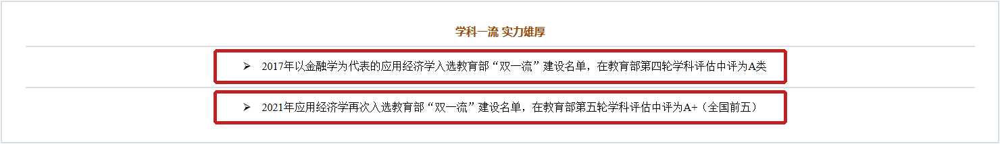 学科一流 实力雄厚
➢ 2017年以金融学为代表的应用经济学入选教育部“双一流”建设名单，在教育部第四轮学科评估中评为A类
➢ 2021年应用经济学再次入选教育部“双一流”建设名单，在教育部第五轮学科评估中评为A+（全国前五）